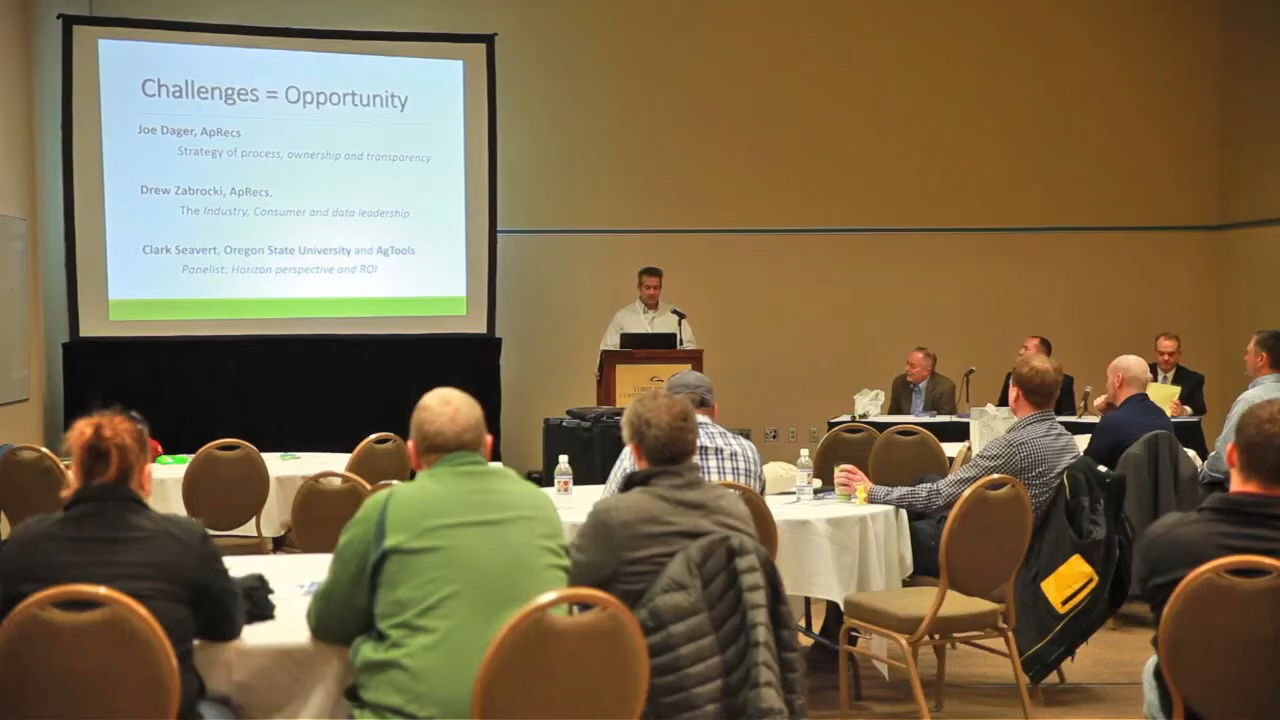 Challenges = Opportunity
Joe Dager, ApRecs
Strategy of process, ownership and transparency
Drew Zabrocki, ApRecs,
The Industry, Consumer and data leadership
Clark Seavert, Oregon State University and AgTools
Panelist: Horizon perspective and ROI